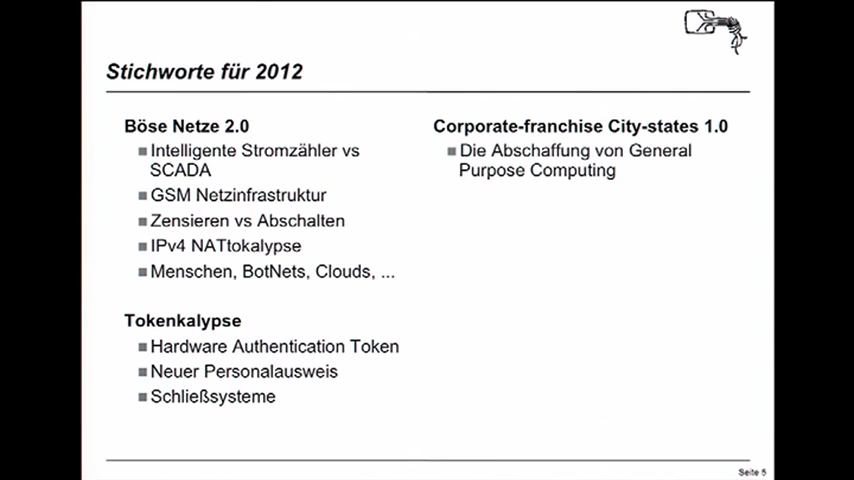 Stichworte für 2012
Böse Netze 2.0
Intelligente Stromzähler vs
SCADA
GSM Netzinfrastruktur
Zensieren vs Abschalten
IPv4 NATtokalypse
Menschen, BotNets, Clouds, ...
Tokenkalypse
Hardware Authentication Token
Neuer Personalausweis
Schließsysteme
Corporate-franchise City-states 1.0
Die Abschaffung von General
Purpose Computing
Seite 5